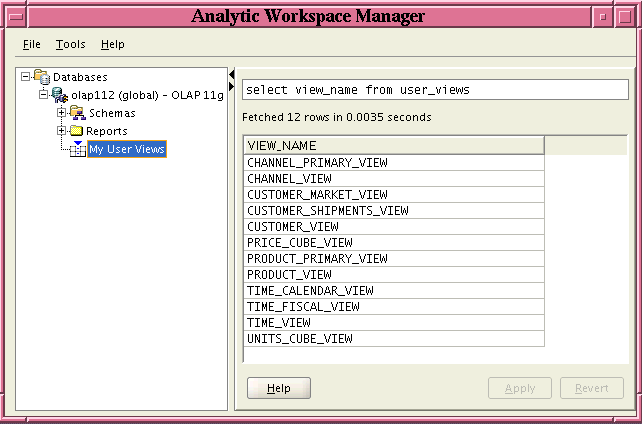 Analytic Workspace Manager
File Tools Help
Databases
olap112 (global) - OLAP 11g
Schemas
Reports
My User Views
select view_name from user_views
Fetched 12 rows in 0.0035 seconds
VIEW_NAME
CHANNEL_PRIMARY_VIEW
CHANNEL_VIEW
CUSTOMER_MARKET_VIEW
CUSTOMER_SHIPMENTS_VIEW
CUSTOMER_VIEW
PRICE_CUBE_VIEW
PRODUCT_PRIMARY_VIEW
PRODUCT_VIEW
TIME_CALENDAR_VIEW
TIME_FISCAL_VIEW
TIME_VIEW
UNITS_CUBE_VIEW
Help Apply Revert